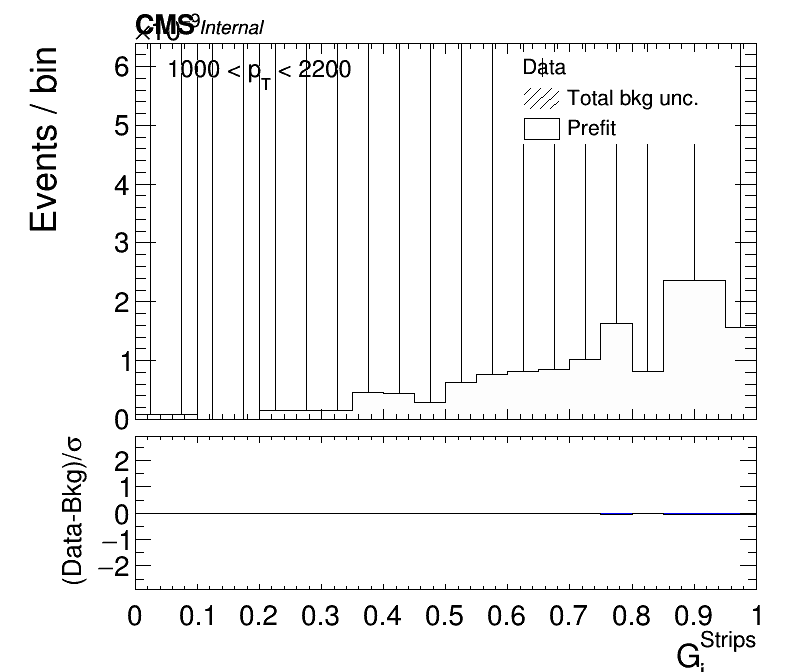 CMS Internal
×10⁻⁹
1000 < p_T < 2200
Data
Total bkg unc.
Prefit
Events / bin
6
5
4
3
2
1
0
(Data-Bkg)/σ
2
1
0
−1
−2
0 0.1 0.2 0.3 0.4 0.5 0.6 0.7 0.8 0.9 1
G_i^Strips